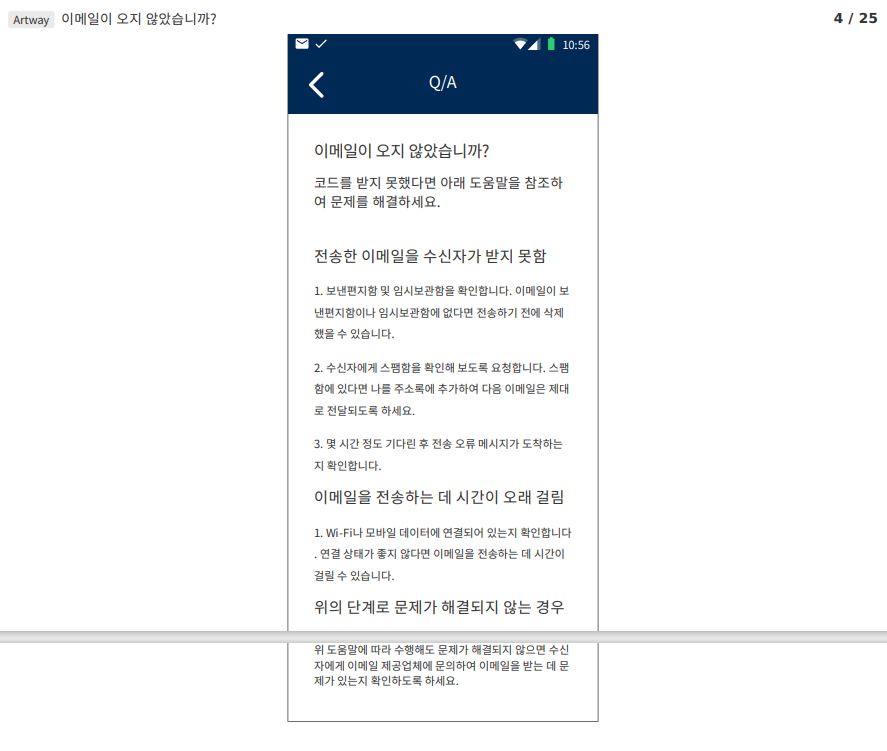 Artway 이메일이 오지 않았습니까?
4 / 25
10:56
Q/A
이메일이 오지 않았습니까?
코드를 받지 못했다면 아래 도움말을 참조하
여 문제를 해결하세요.
전송한 이메일을 수신자가 받지 못함
1. 보낸편지함 및 임시보관함을 확인합니다. 이메일이 보
낸편지함이나 임시보관함에 없다면 전송하기 전에 삭제
했을 수 있습니다.
2. 수신자에게 스팸함을 확인해 보도록 요청합니다. 스팸
함에 있다면 나를 주소록에 추가하여 다음 이메일은 제대
로 전달되도록 하세요.
3. 몇 시간 정도 기다린 후 전송 오류 메시지가 도착하는
지 확인합니다.
이메일을 전송하는 데 시간이 오래 걸림
1. Wi-Fi나 모바일 데이터에 연결되어 있는지 확인합니다
. 연결 상태가 좋지 않다면 이메일을 전송하는 데 시간이
걸릴 수 있습니다.
위의 단계로 문제가 해결되지 않는 경우
위 도움말에 따라 수행해도 문제가 해결되지 않으면 수신
자에게 이메일 제공업체에 문의하여 이메일을 받는 데 문
제가 있는지 확인하도록 하세요.